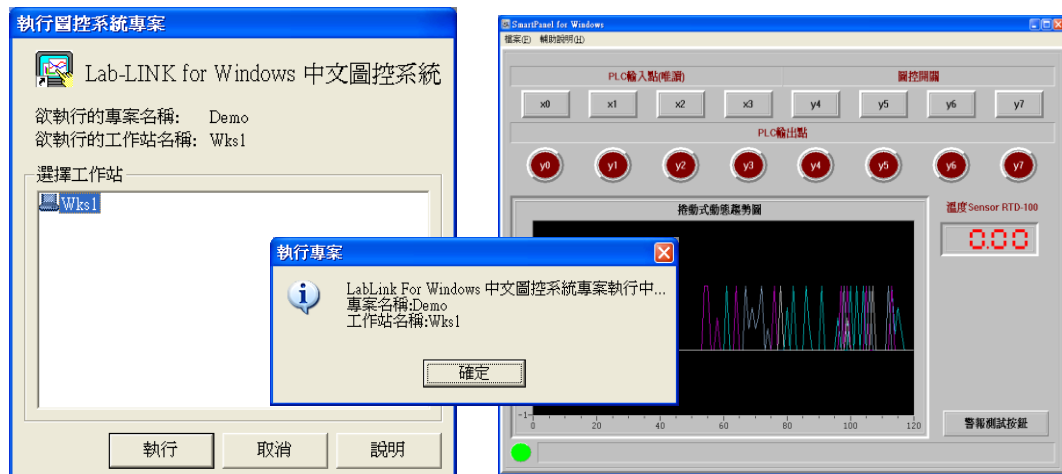 執行圖控系統專案
Lab-LINK for Windows 中文圖控系統
欲執行的專案名稱: Demo
欲執行的工作站名稱: Wks1
選擇工作站
Wks1
執行 取消 說明
執行專案
LabLink For Windows 中文圖控系統專案執行中...
專案名稱:Demo
工作站名稱:Wks1
確定
SmartPanel for Windows
檔案(F) 輔助說明(H)
PLC輸入點(唯讀) 圖控開關
x0 x1 x2 x3 y4 y5 y6 y7
PLC輸出點
y0 y1 y2 y3 y4 y5 y6 y7
捲動式動態趨勢圖
溫度Sensor RTD-100
0.00
-1
0 20 40 60 80 100 120
警報測試按鈕